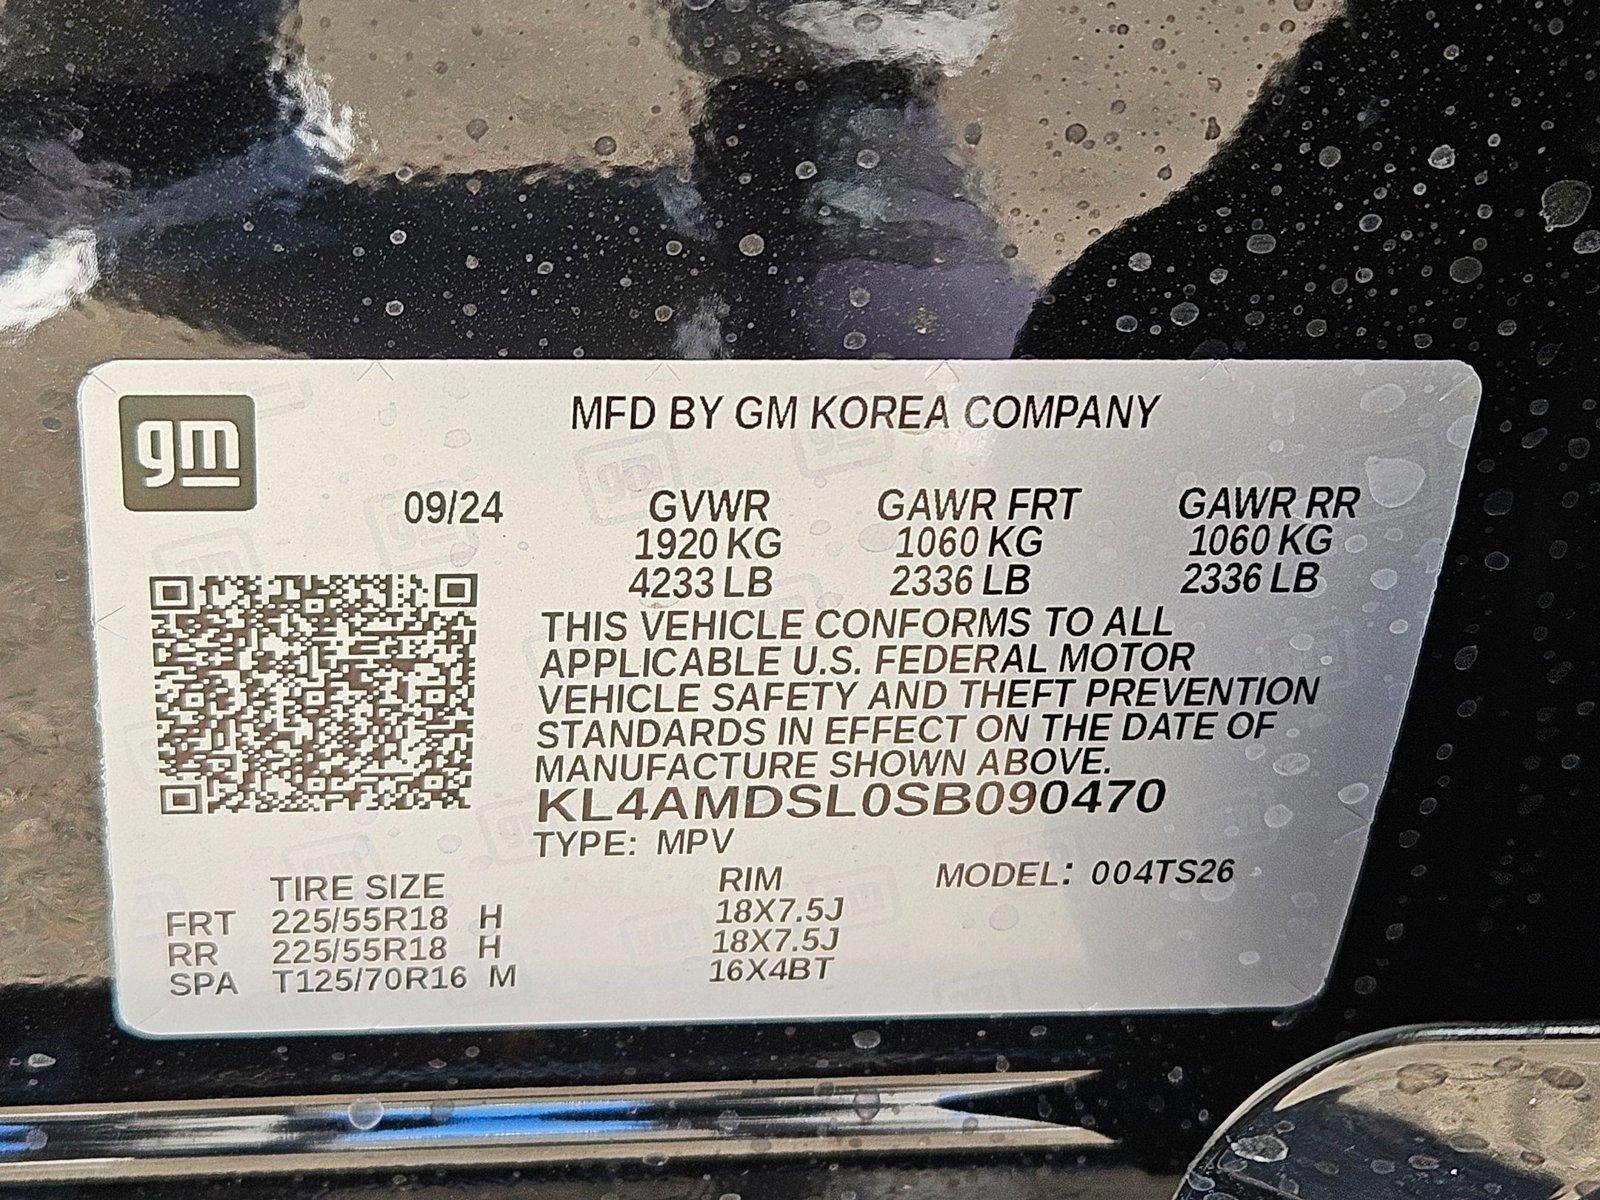 gm
MFD BY GM KOREA COMPANY
09/24 GVWR GAWR FRT GAWR RR
1920 KG 1060 KG 1060 KG
4233 LB 2336 LB 2336 LB
THIS VEHICLE CONFORMS TO ALL
APPLICABLE U.S. FEDERAL MOTOR
VEHICLE SAFETY AND THEFT PREVENTION
STANDARDS IN EFFECT ON THE DATE OF
MANUFACTURE SHOWN ABOVE.
KL4AMDSL0SB090470
TYPE: MPV
TIRE SIZE RIM MODEL: 004TS26
FRT 225/55R18 H 18X7.5J
RR 225/55R18 H 18X7.5J
SPA T125/70R16 M 16X4BT